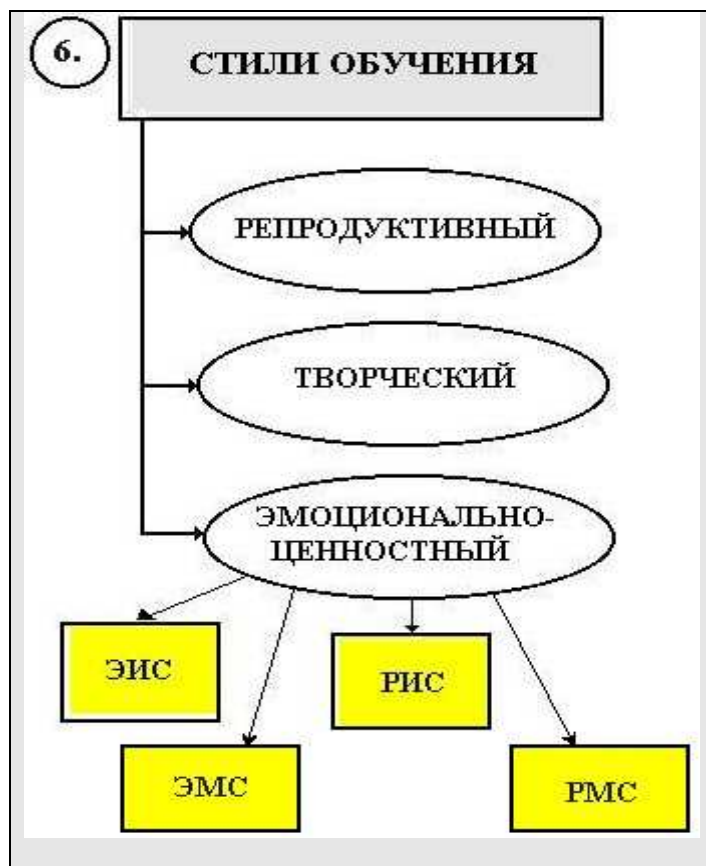 6.
СТИЛИ ОБУЧЕНИЯ
РЕПРОДУКТИВНЫЙ
ТВОРЧЕСКИЙ
ЭМОЦИОНАЛЬНО-
ЦЕННОСТНЫЙ
ЭИС
РИС
ЭМС
РМС